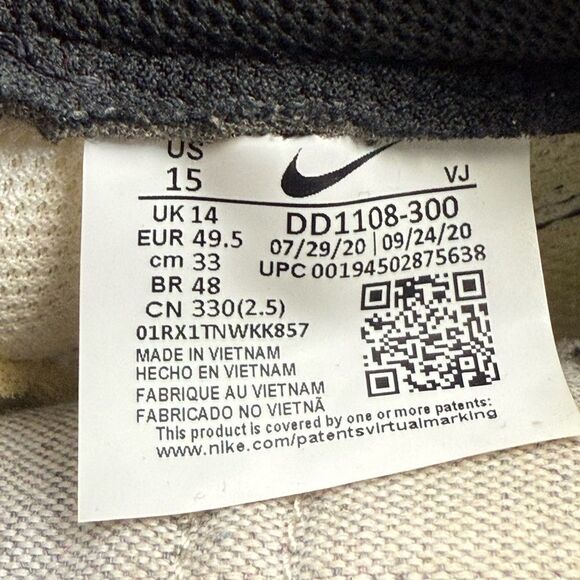 US
15
VJ
UK 14
EUR 49.5
cm 33
BR 48
CN 330(2.5)
DD1108-300
07/29/20 | 09/24/20
UPC 00194502875638
01RX1TNWKK857
MADE IN VIETNAM
HECHO EN VIETNAM
FABRIQUE AU VIETNAM
FABRICADO NO VIETNÃ
This product is covered by one or more patents:
www.nike.com/patentsvirtualmarking